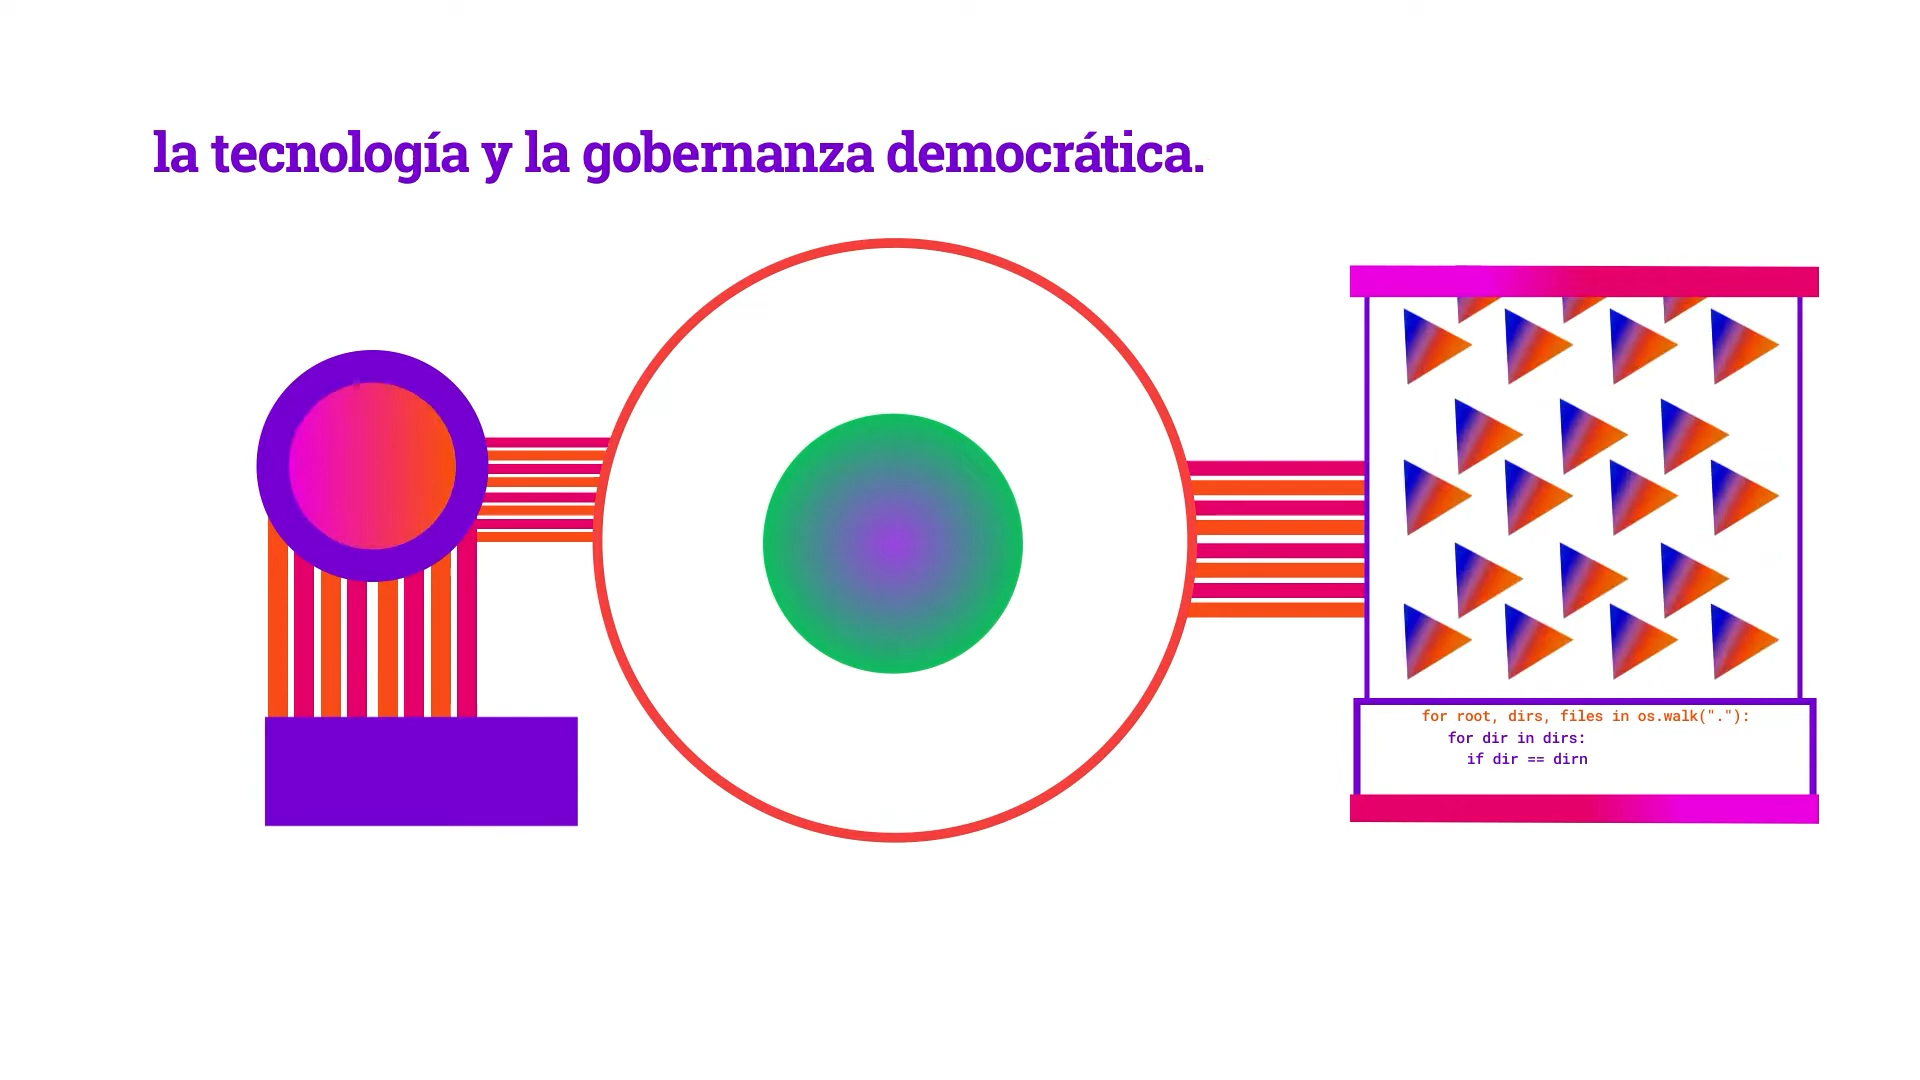 la tecnología y la gobernanza democrática.
for root, dirs, files in os.walk("."):
for dir in dirs:
if dir == dirn